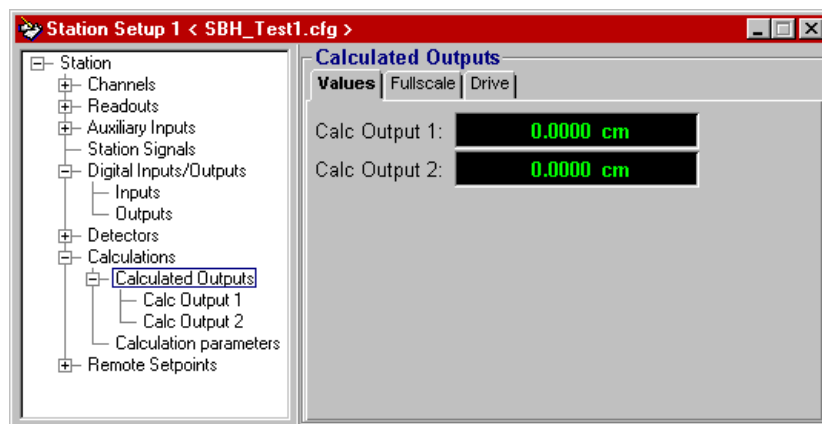 Station Setup 1 < SBH_Test1.cfg >
Station
Channels
Readouts
Auxiliary Inputs
Station Signals
Digital Inputs/Outputs
Inputs
Outputs
Detectors
Calculations
Calculated Outputs
Calc Output 1
Calc Output 2
Calculation parameters
Remote Setpoints
Calculated Outputs
Values Fullscale Drive
Calc Output 1: 0.0000 cm
Calc Output 2: 0.0000 cm